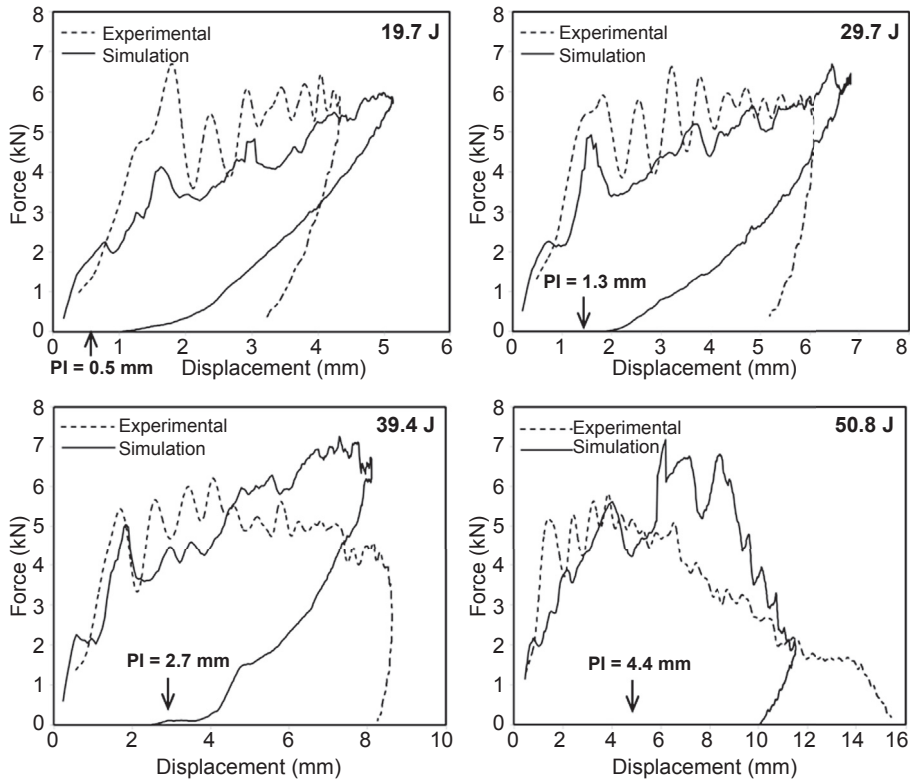 8
7
6
5
4
3
2
1
0
Force (kN)
Experimental
Simulation
19.7 J
0 1 2 3 4 5 6
PI = 0.5 mm
Displacement (mm)
8
7
6
5
4
3
2
1
0
Force (kN)
Experimental
Simulation
29.7 J
PI = 1.3 mm
0 1 2 3 4 5 6 7 8
Displacement (mm)
8
7
6
5
4
3
2
1
0
Force (kN)
Experimental
Simulation
39.4 J
PI = 2.7 mm
0 2 4 6 8 10
Displacement (mm)
8
7
6
5
4
3
2
1
0
Force (kN)
Experimental
Simulation
50.8 J
PI = 4.4 mm
0 2 4 6 8 10 12 14 16
Displacement (mm)